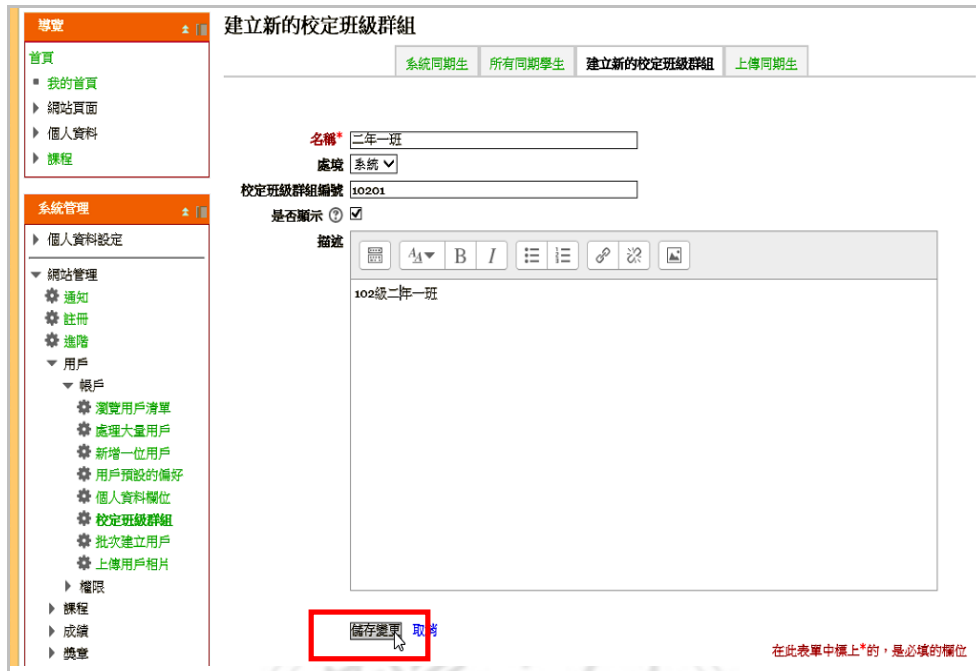 導覽
首頁
我的首頁
網站頁面
個人資料
課程
系統管理
個人資料設定
網站管理
通知
註冊
進階
用戶
帳戶
瀏覽用戶清單
處理大量用戶
新增一位用戶
用戶預設的偏好
個人資料欄位
校定班級群組
批次建立用戶
上傳用戶相片
權限
課程
成績
獎章
建立新的校定班級群組
系統同期生 所有同期學生 建立新的校定班級群組 上傳同期生
名稱* 二年一班
處境 系統
校定班級群組編號 10201
是否顯示 ?
描述
B I
102級二年一班
儲存變更 取消
在此表單中標上*的，是必填的欄位